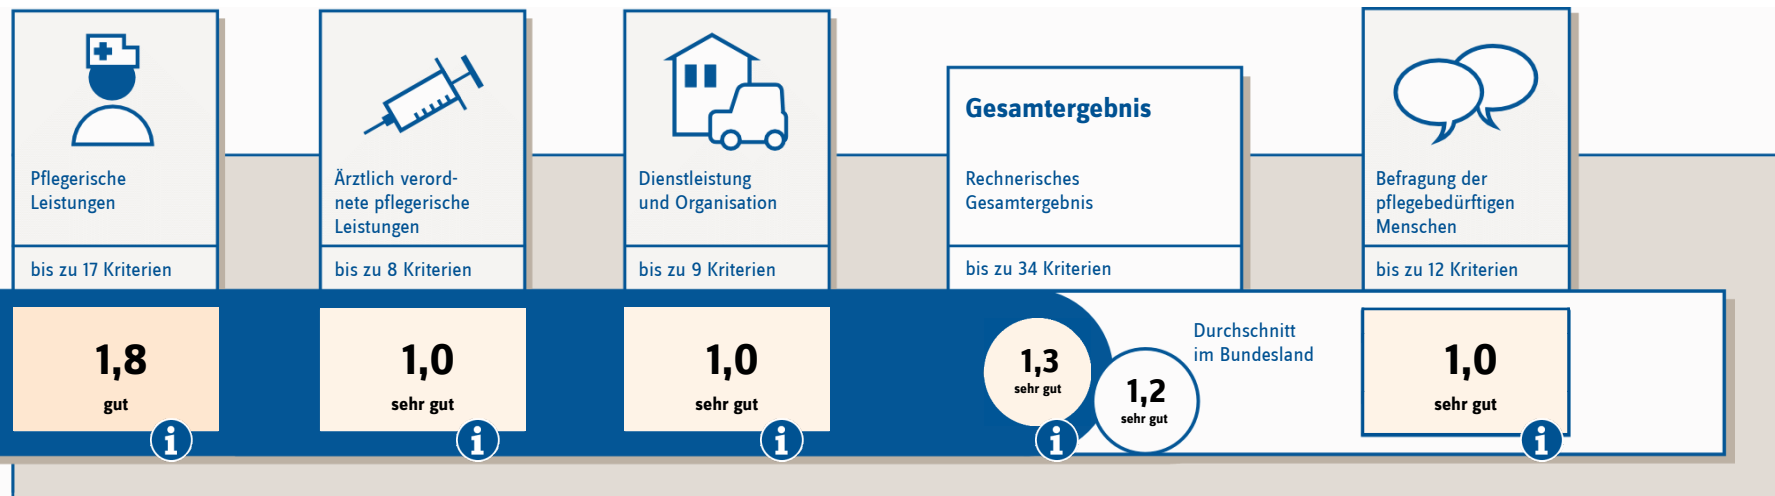 Pflegerische
Leistungen
bis zu 17 Kriterien
1,8
gut
Ärztlich verord-
nete pflegerische
Leistungen
bis zu 8 Kriterien
1,0
sehr gut
Dienstleistung
und Organisation
bis zu 9 Kriterien
1,0
sehr gut
Gesamtergebnis
Rechnerisches
Gesamtergebnis
bis zu 34 Kriterien
1,3
sehr gut
1,2
sehr gut
Durchschnitt
im Bundesland
Befragung der
pflegebedürftigen
Menschen
bis zu 12 Kriterien
1,0
sehr gut